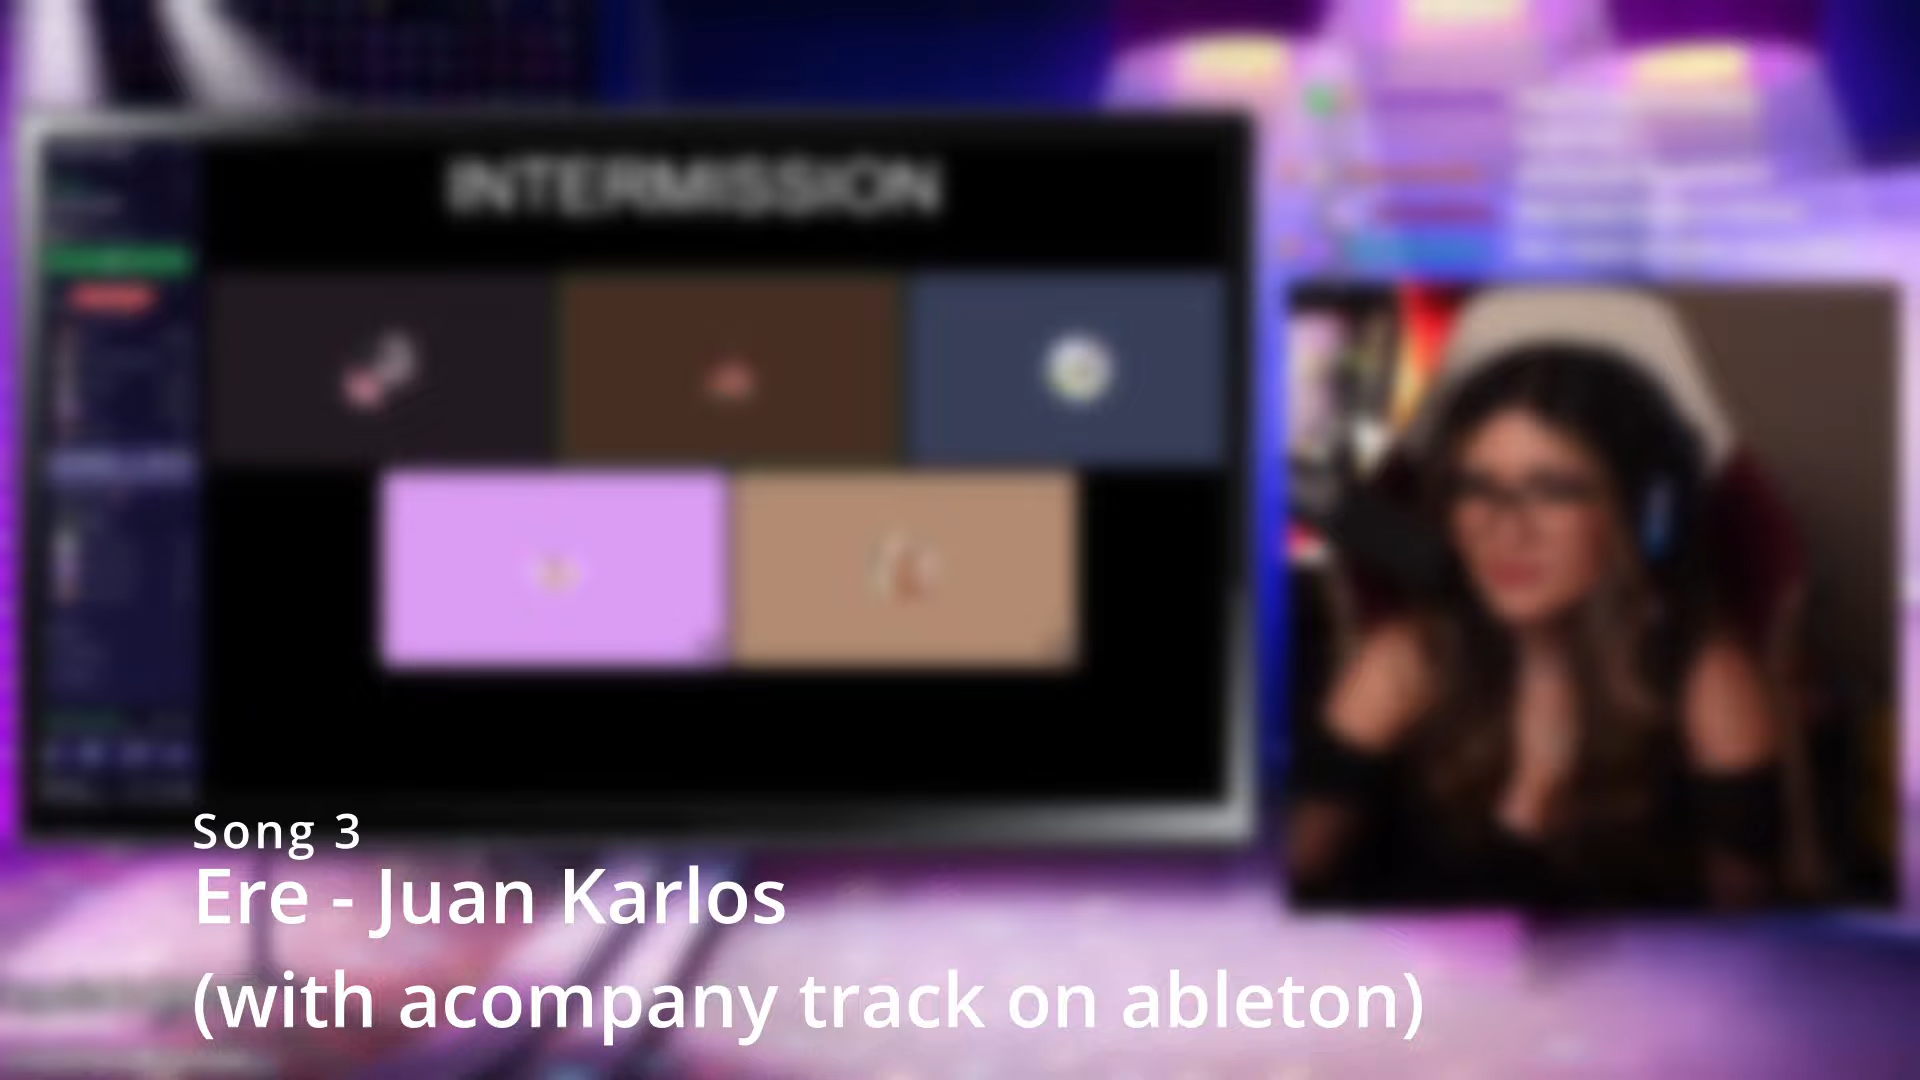 INTERMISSION
Song 3
Ere - Juan Karlos
(with acompany track on ableton)